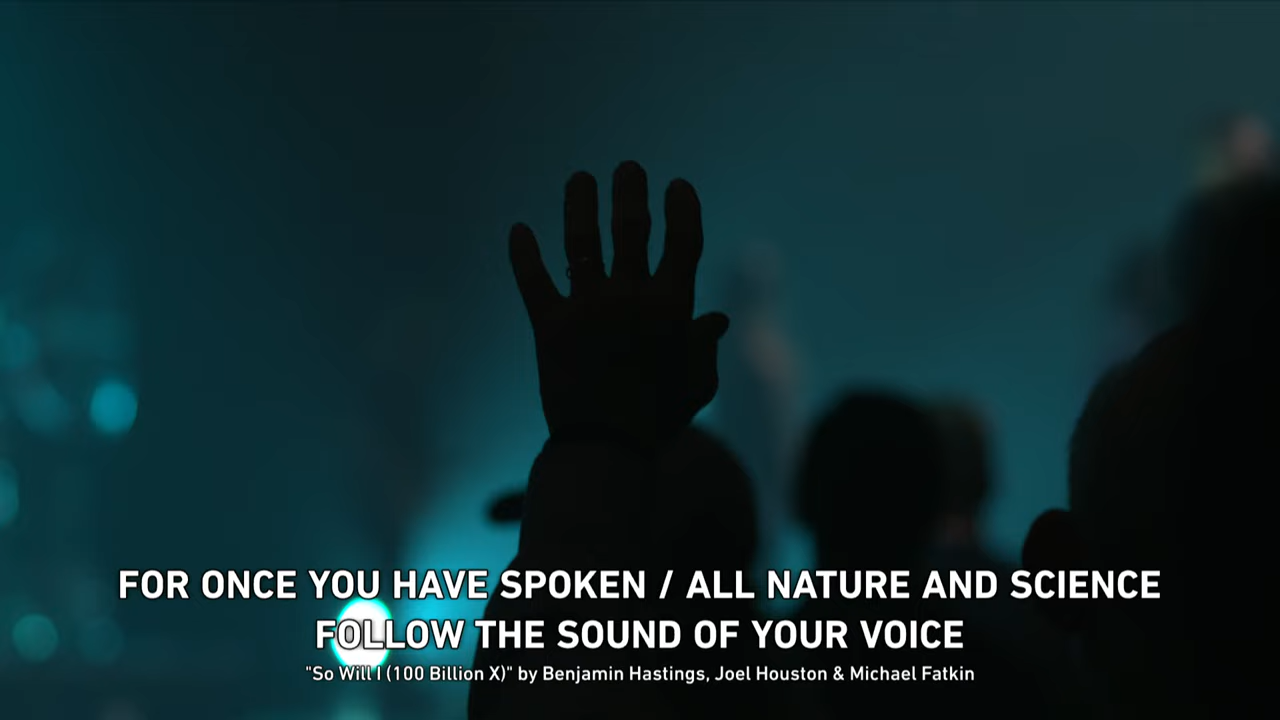 FOR ONCE YOU HAVE SPOKEN / ALL NATURE AND SCIENCE
FOLLOW THE SOUND OF YOUR VOICE
"So Will I (100 Billion X)" by Benjamin Hastings, Joel Houston & Michael Fatkin